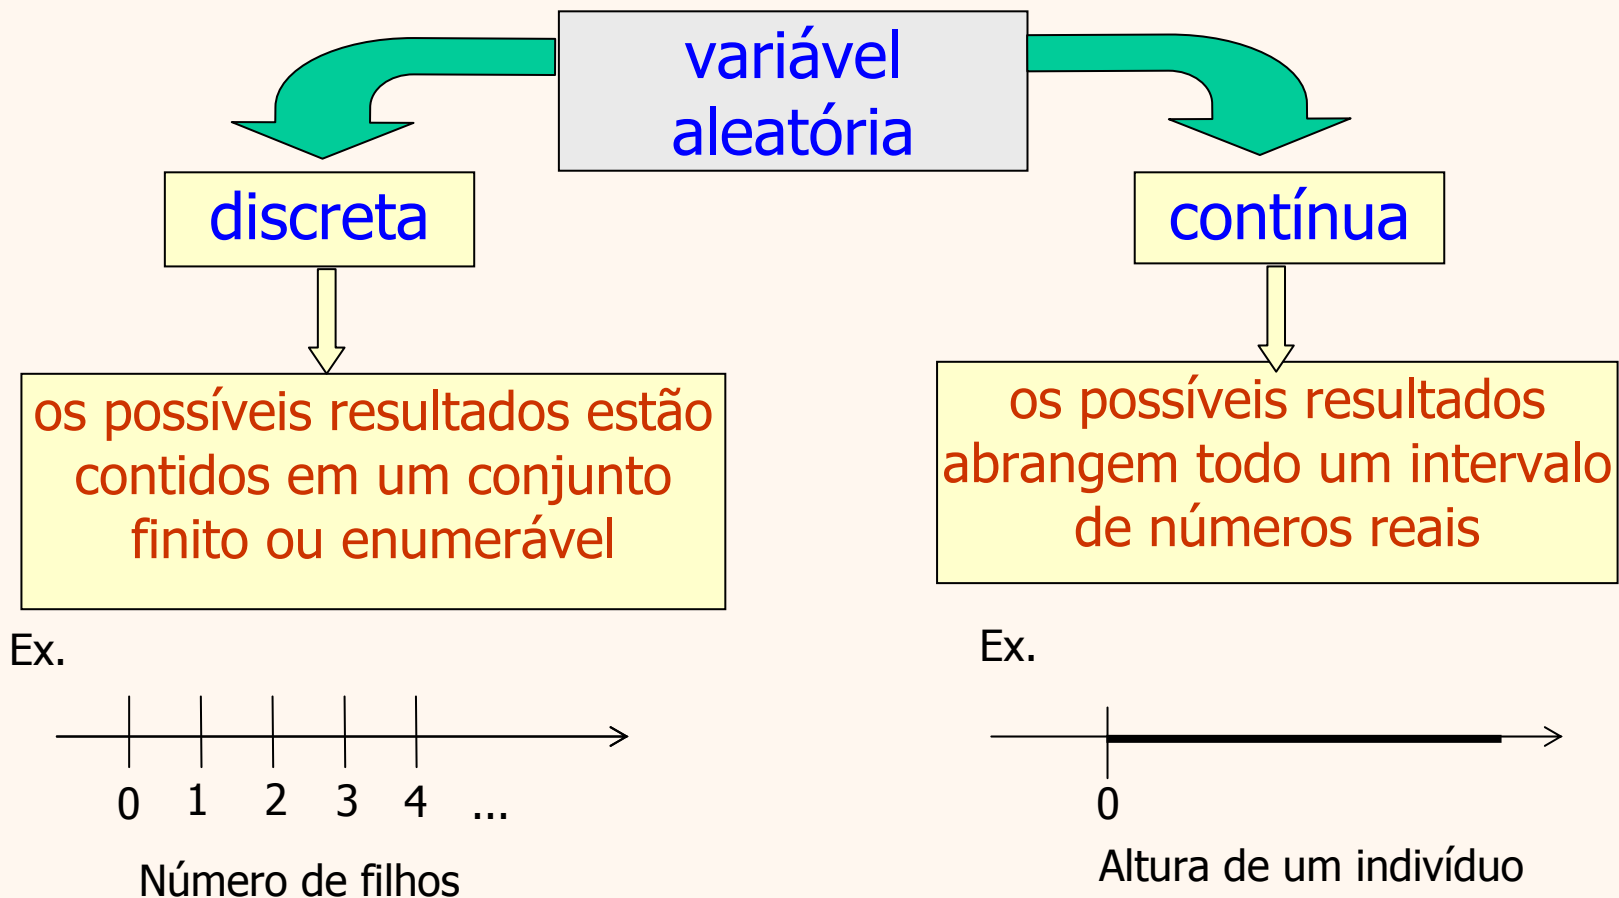 variável
aleatória
discreta
contínua
os possíveis resultados estão
contidos em um conjunto
finito ou enumerável
os possíveis resultados
abrangem todo um intervalo
de números reais
Ex.
0 1 2 3 4 ...
Número de filhos
Ex.
0
Altura de um indivíduo